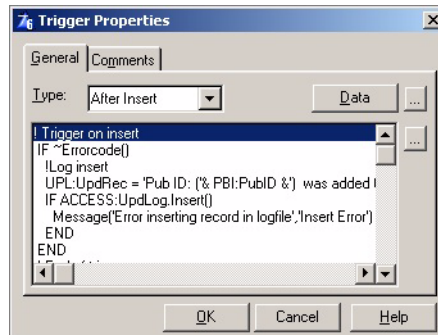 Trigger Properties
General Comments
Type: After Insert Data ...
! Trigger on insert ...
IF ~Errorcode()
!Log insert
UPL:UpdRec = 'Pub ID: ('& PBI:PubID &') was added
IF ACCESS:UpdLog.Insert()
Message('Error inserting record in logfile','Insert Error')
END
END
OK Cancel Help